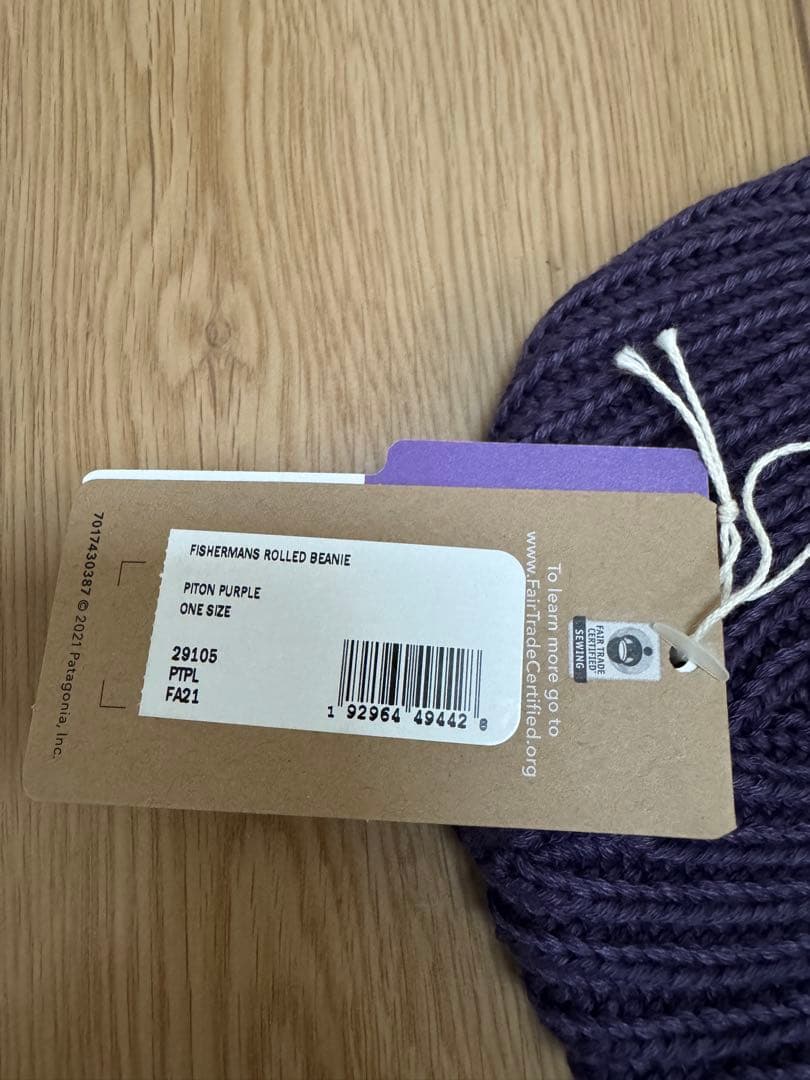 FISHERMANS ROLLED BEANIE
PITON PURPLE
ONE SIZE
29105
PTPL
FA21
1 92964 49442 8
7017430387 © 2021 Patagonia, Inc.
To learn more go to
www.FairTradeCertified.org
FAIR TRADE
CERTIFIED
SEWING